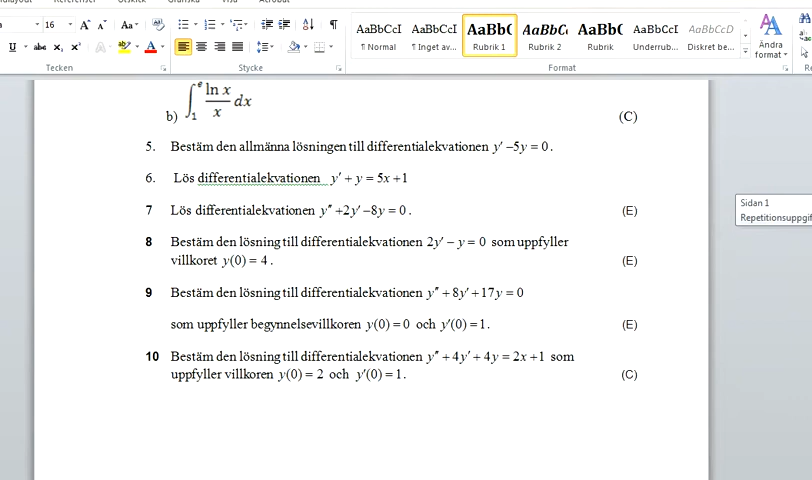 16 A A Aa
U abc x₂ x² A ab A
Tecken Stycke Format
AaBbCcI AaBbCcI AaBb( AaBbCc AaBb( AaBbCcI AaBbCcD
¶ Normal ¶ Inget av... Rubrik 1 Rubrik 2 Rubrik Underrub... Diskret be...
Ändra
format
b) ∫₁ᵉ ln x / x dx (C)
5. Bestäm den allmänna lösningen till differentialekvationen y′ –5y = 0.
6. Lös differentialekvationen y′ + y = 5x +1
7 Lös differentialekvationen y″ +2y′ –8y = 0. (E)
8 Bestäm den lösning till differentialekvationen 2y′ – y = 0 som uppfyller
villkoret y(0) = 4. (E)
9 Bestäm den lösning till differentialekvationen y″ + 8y′ +17y = 0
som uppfyller begynnelsevillkoren y(0) = 0 och y′(0) = 1. (E)
10 Bestäm den lösning till differentialekvationen y″ + 4y′ + 4y = 2x +1 som
uppfyller villkoren y(0) = 2 och y′(0) = 1. (C)
Sidan 1
Repetitionsuppgif